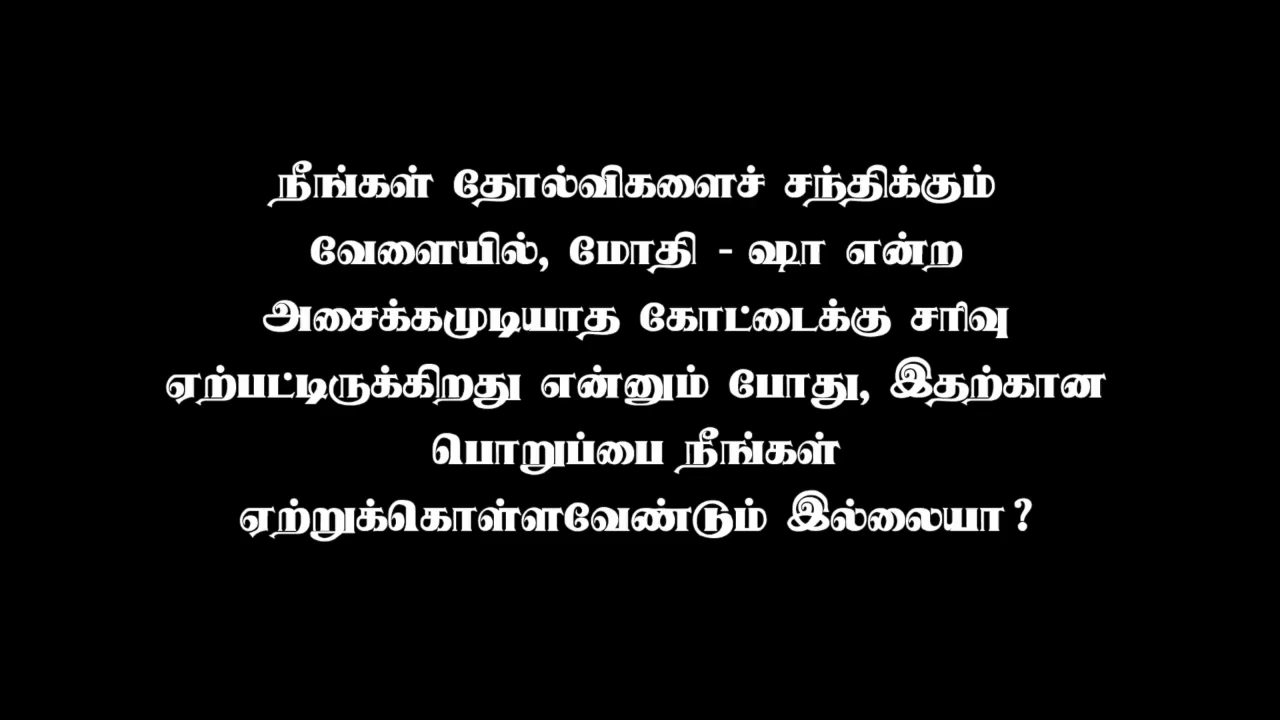 நீங்கள் தோல்விகளைச் சந்திக்கும்
வேளையில், மோதி - ஷா என்ற
அசைக்கமுடியாத கோட்டைக்கு சரிவு
ஏற்பட்டிருக்கிறது என்னும் போது, இதற்கான
பொறுப்பை நீங்கள்
ஏற்றுக்கொள்ளவேண்டும் இல்லையா?